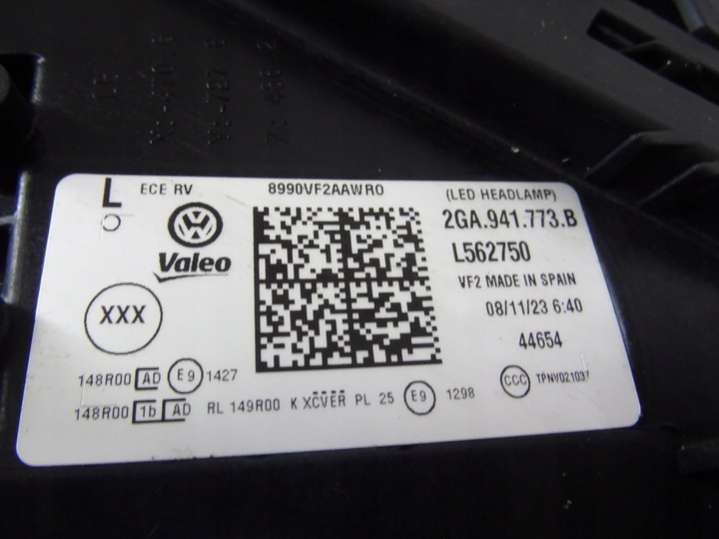 L ECE RV 8990VF2AAWR0 (LED HEADLAMP)
2GA.941.773.B
Valeo L562750
VF2 MADE IN SPAIN
XXX 08/11/23 6:40
44654
148R00 AD E9 1427 CCC TPNV021037
148R00 1b AD RL 149R00 K XCVER PL 25 E9 1298